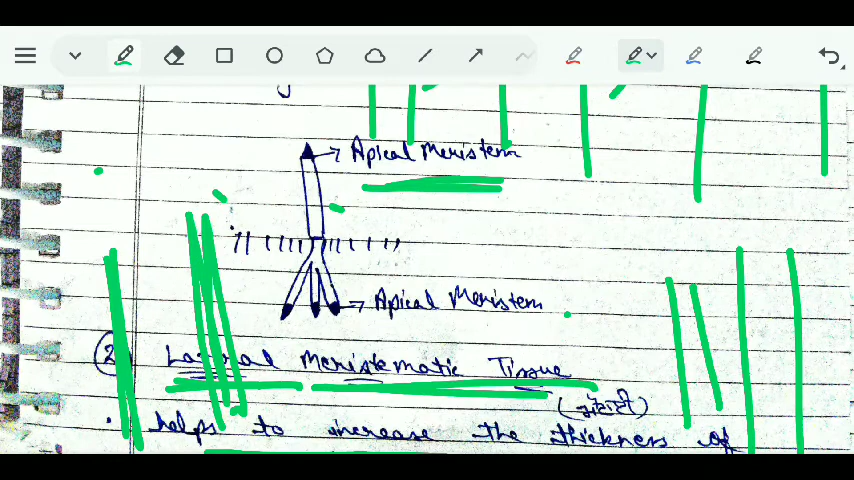 Apical Meristem
Apical Meristem
② Lateral Meristematic Tissue
(मोटाई)
• helps to increase the thickness of